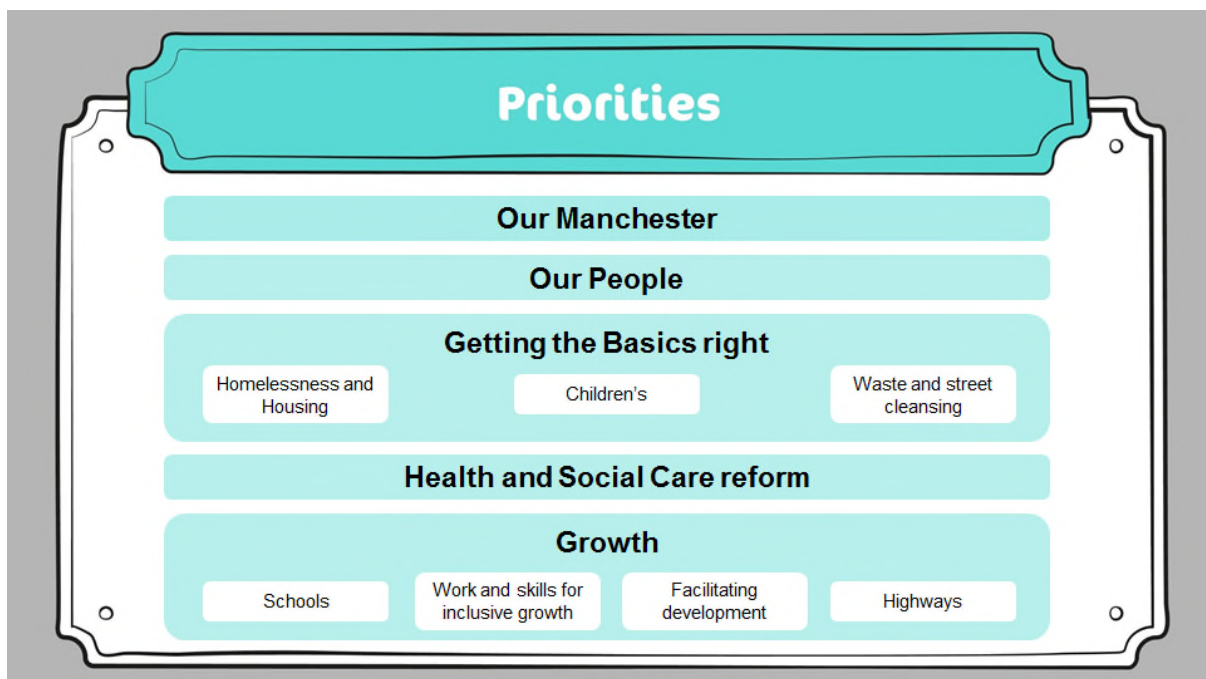 Priorities
Our Manchester
Our People
Getting the Basics right
Homelessness and
Housing
Children's
Waste and street
cleansing
Health and Social Care reform
Growth
Schools
Work and skills for
inclusive growth
Facilitating
development
Highways